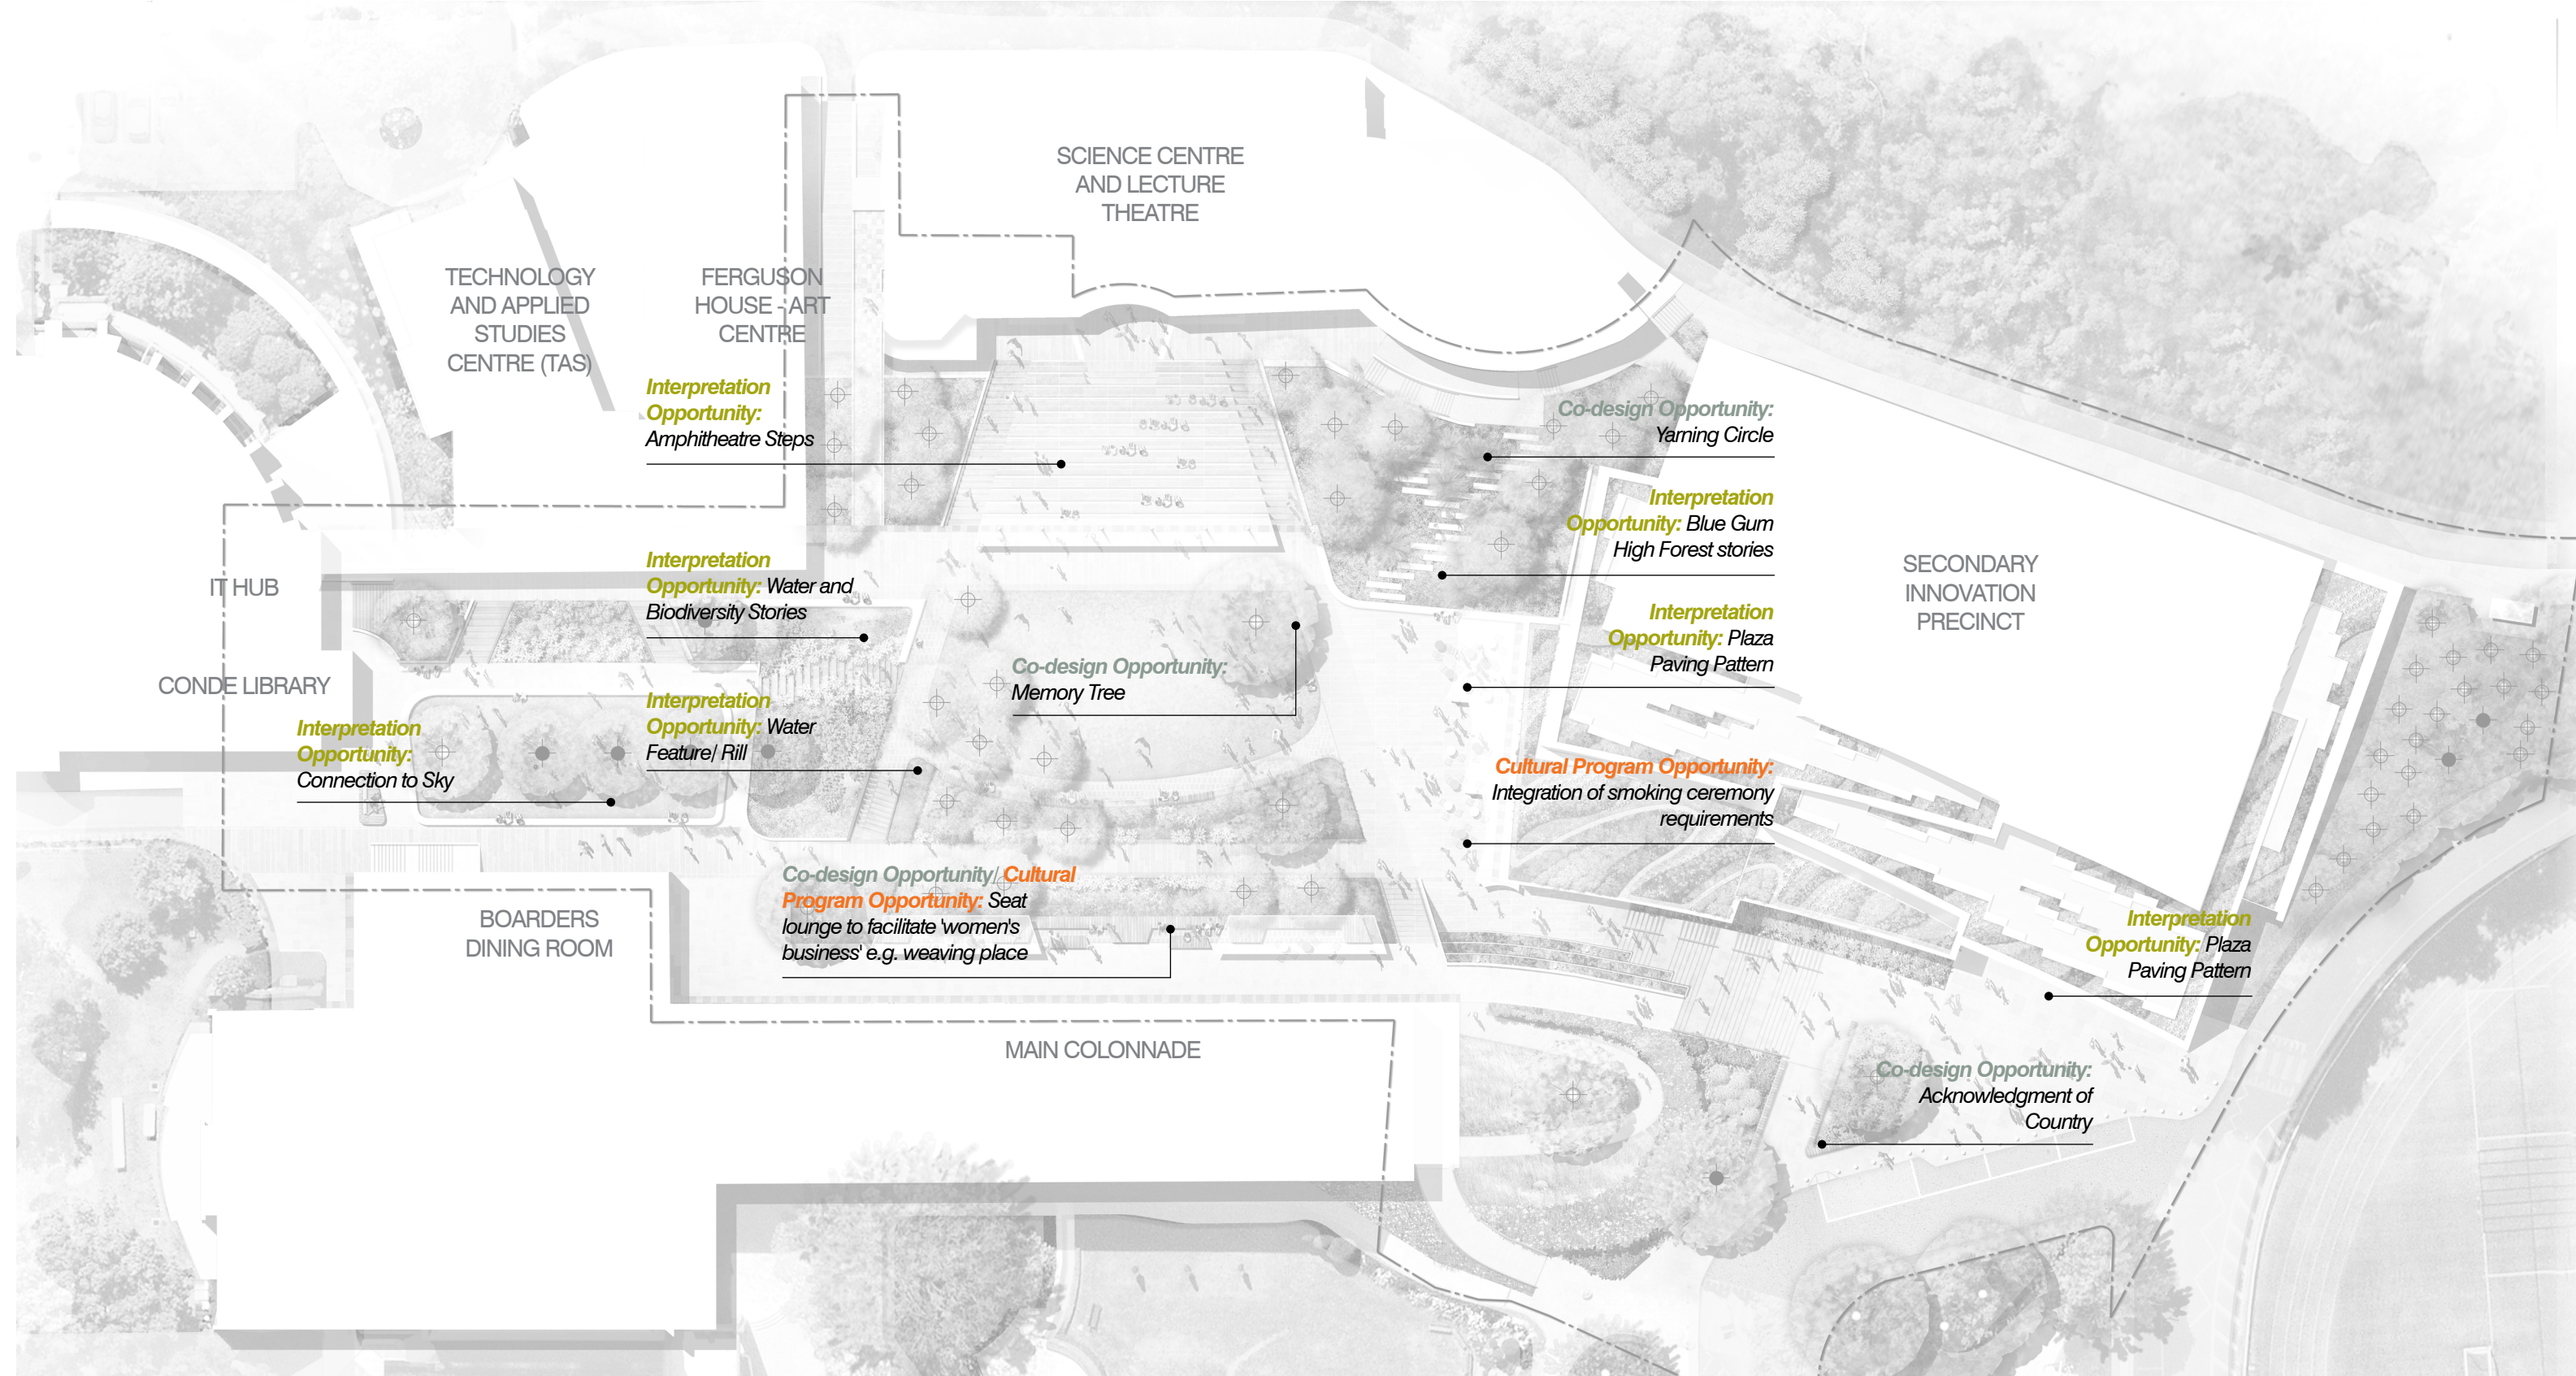 SCIENCE CENTRE
AND LECTURE
THEATRE
TECHNOLOGY
AND APPLIED
STUDIES
CENTRE (TAS)
FERGUSON
HOUSE - ART
CENTRE
Interpretation
Opportunity:
Amphitheatre Steps
Co-design Opportunity:
Yarning Circle
Interpretation
Opportunity: Blue Gum
High Forest stories
Interpretation
Opportunity: Water and
Biodiversity Stories
SECONDARY
INNOVATION
PRECINCT
IT HUB
Interpretation
Opportunity: Plaza
Paving Pattern
Co-design Opportunity:
Memory Tree
CONDE LIBRARY
Interpretation
Opportunity: Water
Feature/ Rill
Interpretation
Opportunity:
Connection to Sky
Cultural Program Opportunity:
Integration of smoking ceremony
requirements
Co-design Opportunity/ Cultural
Program Opportunity: Seat
lounge to facilitate 'women's
business' e.g. weaving place
BOARDERS
DINING ROOM
Interpretation
Opportunity: Plaza
Paving Pattern
MAIN COLONNADE
Co-design Opportunity:
Acknowledgment of
Country